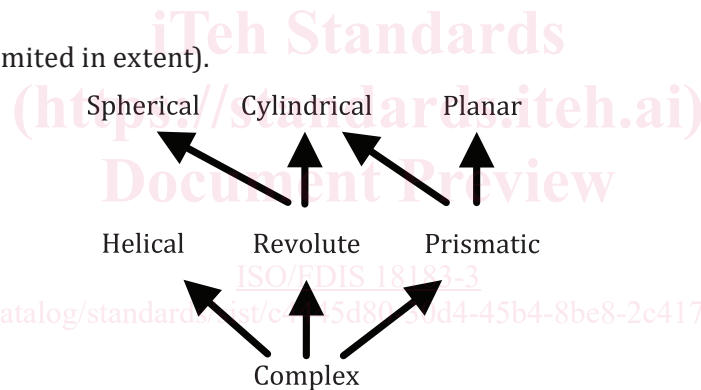 iTeh Standards
mited in extent).
Spherical Cylindrical Planar
(https://standards.iteh.ai)
Document Preview
Helical Revolute Prismatic
ISO/FDIS 18183-3
Complex